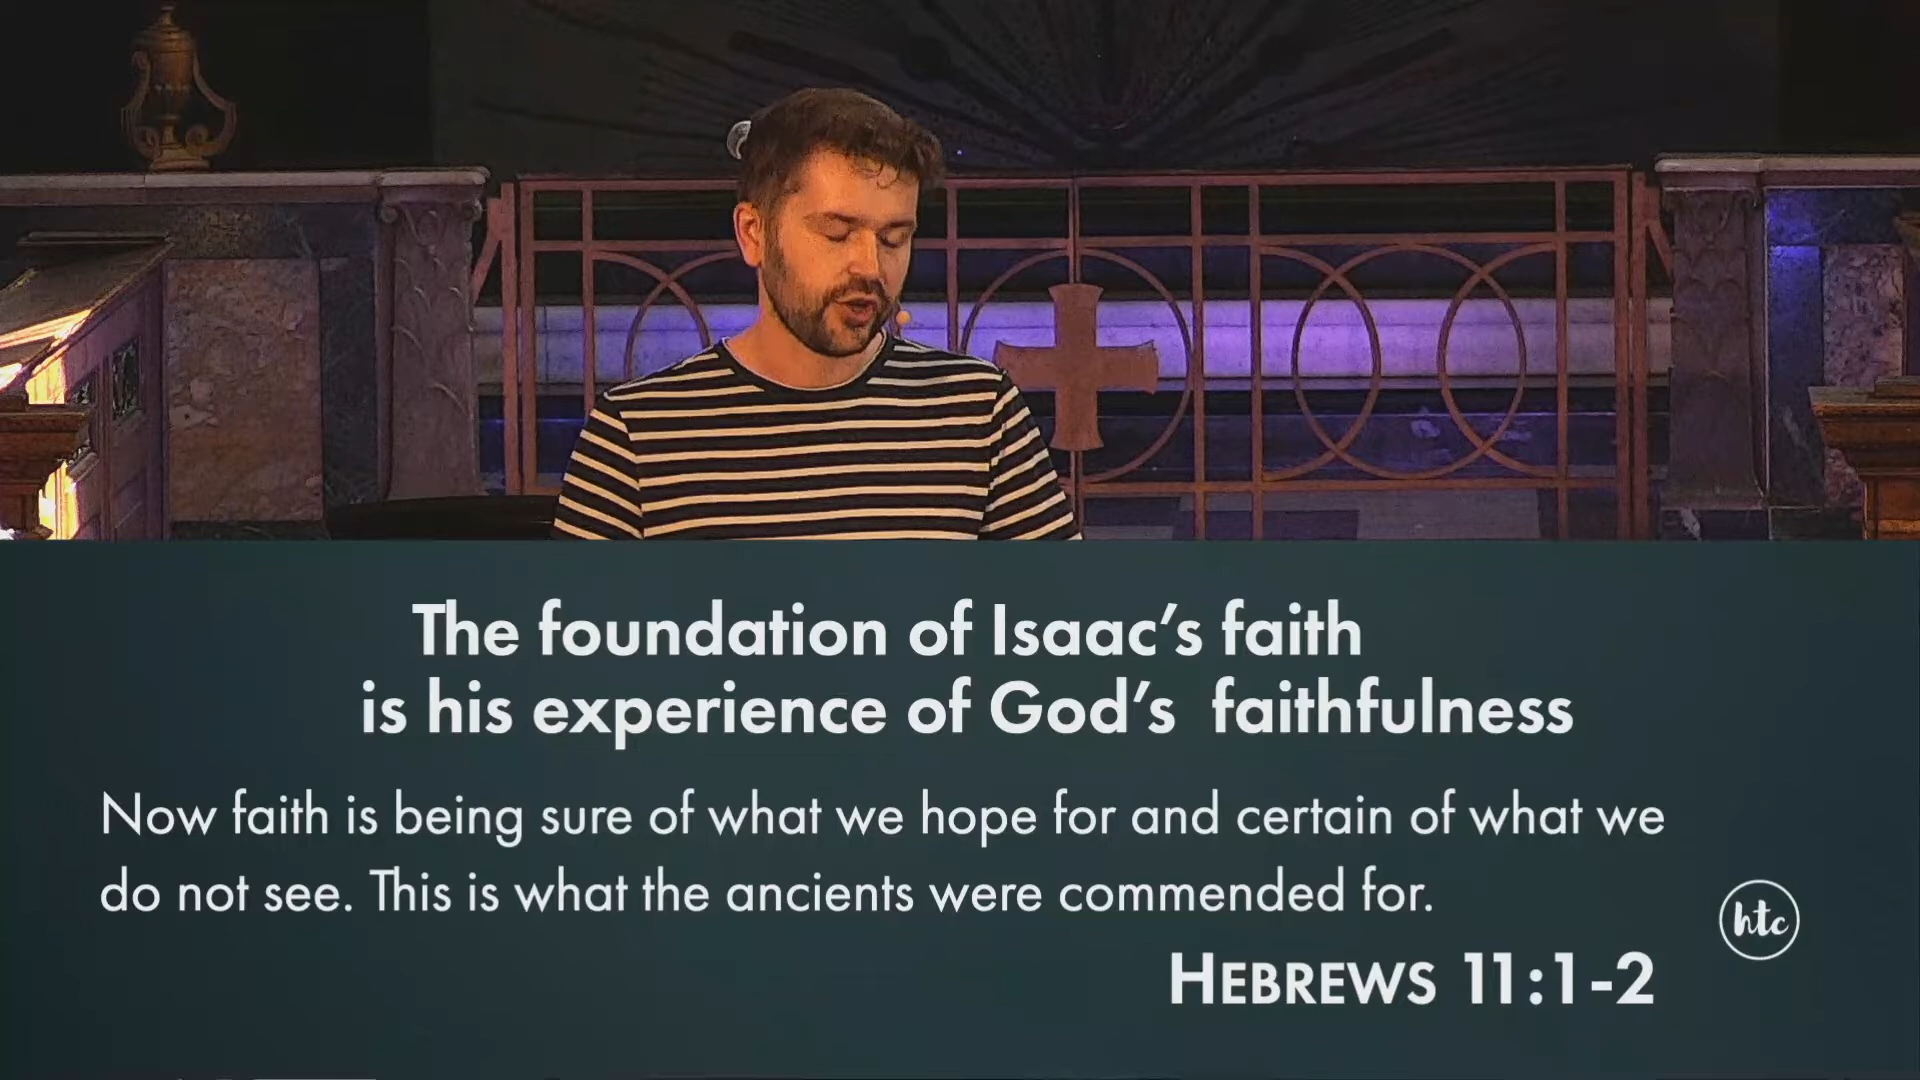 The foundation of Isaac’s faith
is his experience of God’s  faithfulness
Now faith is being sure of what we hope for and certain of what we
do not see. This is what the ancients were commended for.
htc
HEBREWS 11:1-2